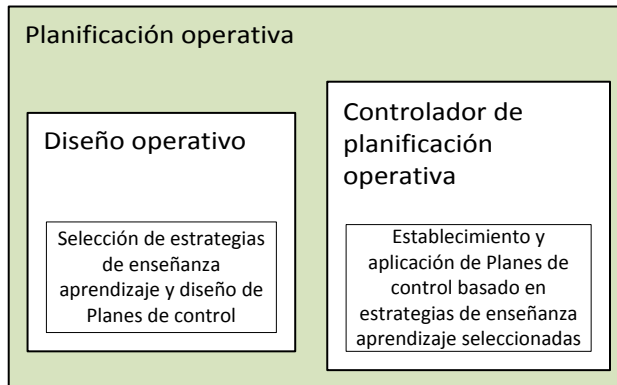 Planificación operativa
Diseño operativo
Selección de estrategias
de enseñanza
aprendizaje y diseño de
Planes de control
Controlador de
planificación
operativa
Establecimiento y
aplicación de Planes de
control basado en
estrategias de enseñanza
aprendizaje seleccionadas